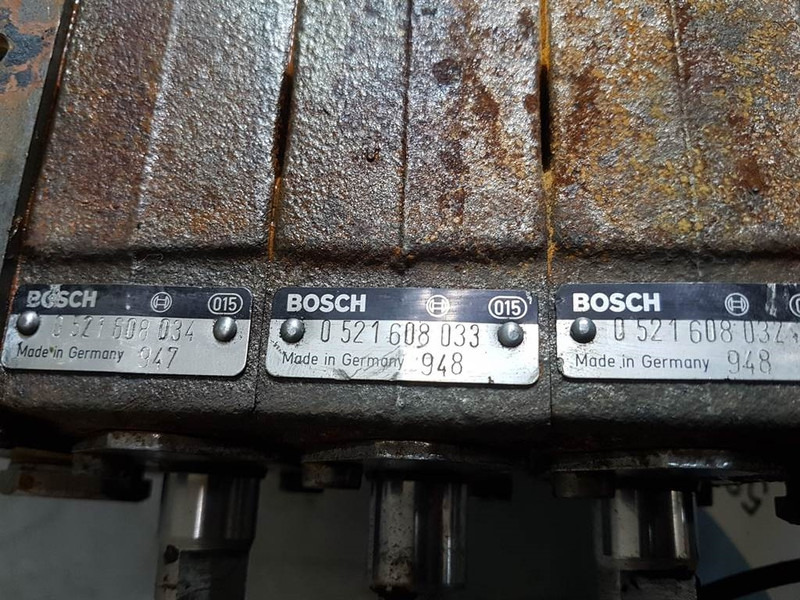 BOSCH 015
0 521 608 034
Made in Germany 947
BOSCH 015
0 521 608 033
Made in Germany 948
BOSCH
0 521 608 034
Made in Germany 948